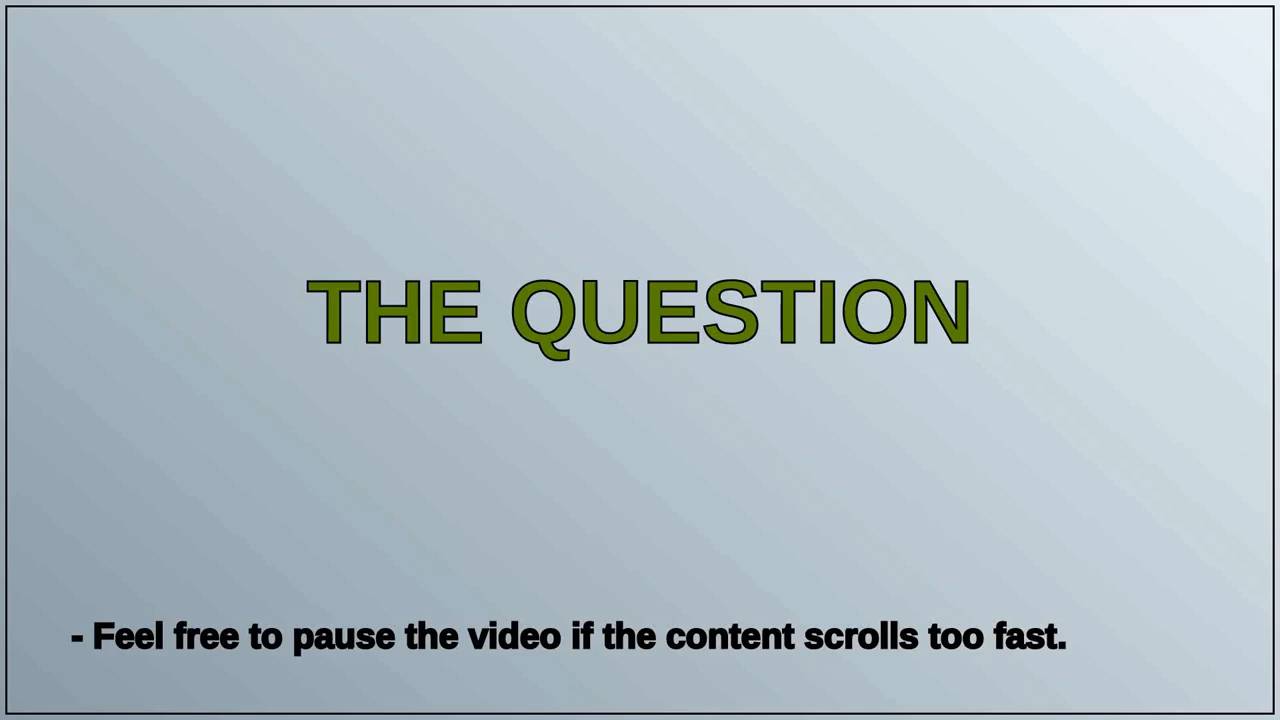 THE QUESTION
- Feel free to pause the video if the content scrolls too fast.